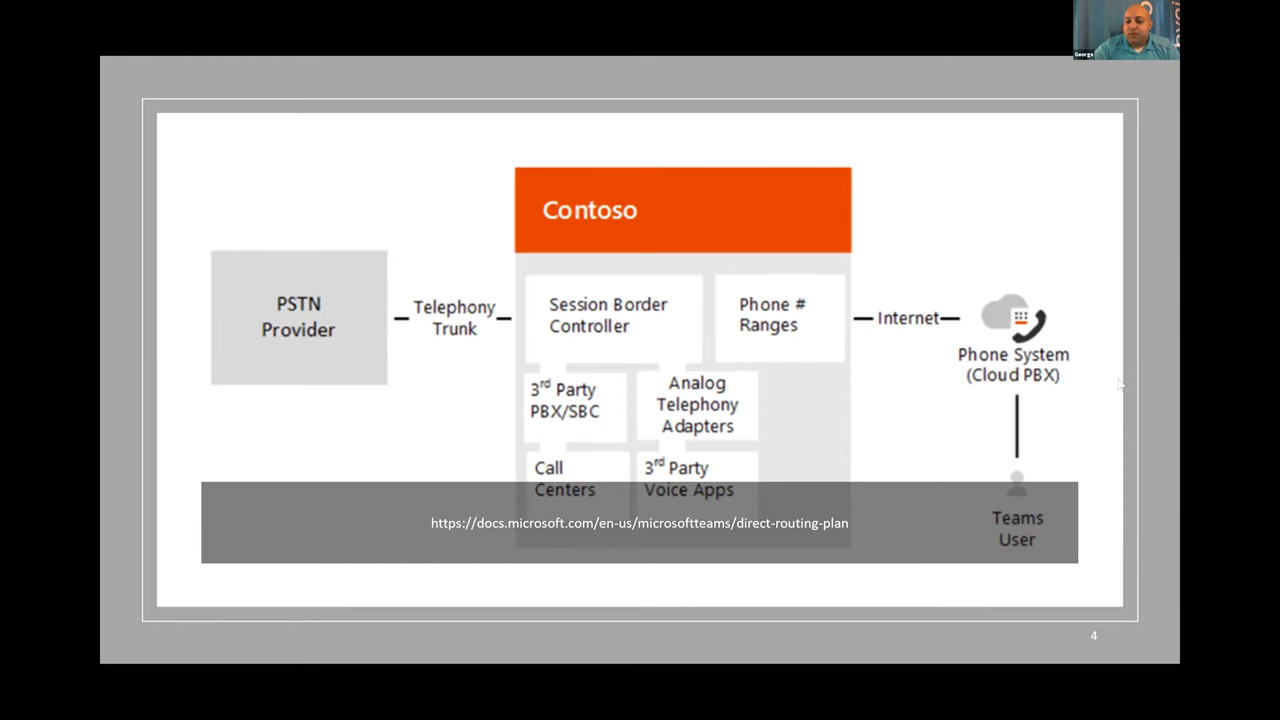 George
Contoso
PSTN
Provider
Telephony
Trunk
Session Border
Controller
Phone #
Ranges
Internet
Phone System
(Cloud PBX)
3rd Party
PBX/SBC
Analog
Telephony
Adapters
Call
Centers
3rd Party
Voice Apps
Teams
User
https://docs.microsoft.com/en-us/microsoftteams/direct-routing-plan
4